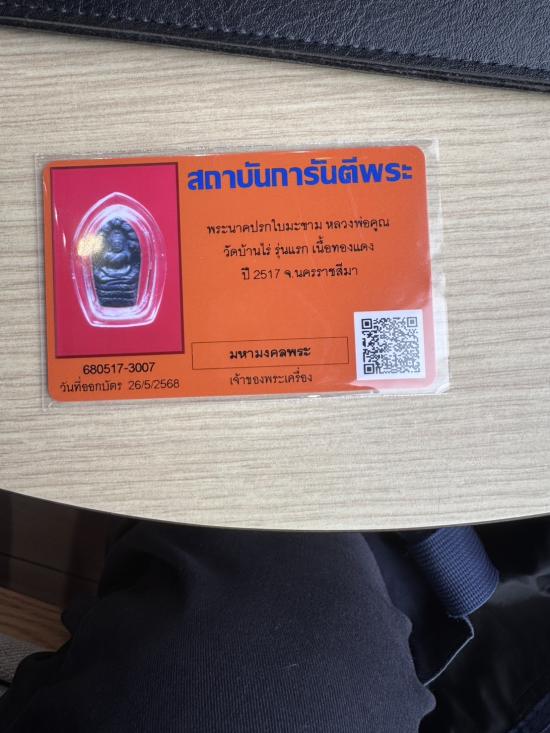 สถาบันการันตีพระ
พระนาคปรกใบมะขาม หลวงพ่อคูณ
วัดบ้านไร่ รุ่นแรก เนื้อทองแดง
ปี 2517 จ.นครราชสีมา
มหามงคลพระ
เจ้าของพระเครื่อง
680517-3007
วันที่ออกบัตร 26/5/2568